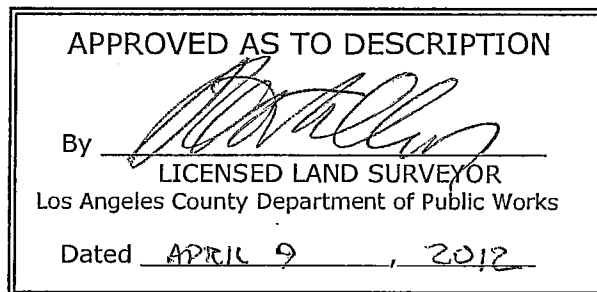 APPROVED AS TO DESCRIPTION
By
LICENSED LAND SURVEYOR
Los Angeles County Department of Public Works
Dated APRIL 9, 2012